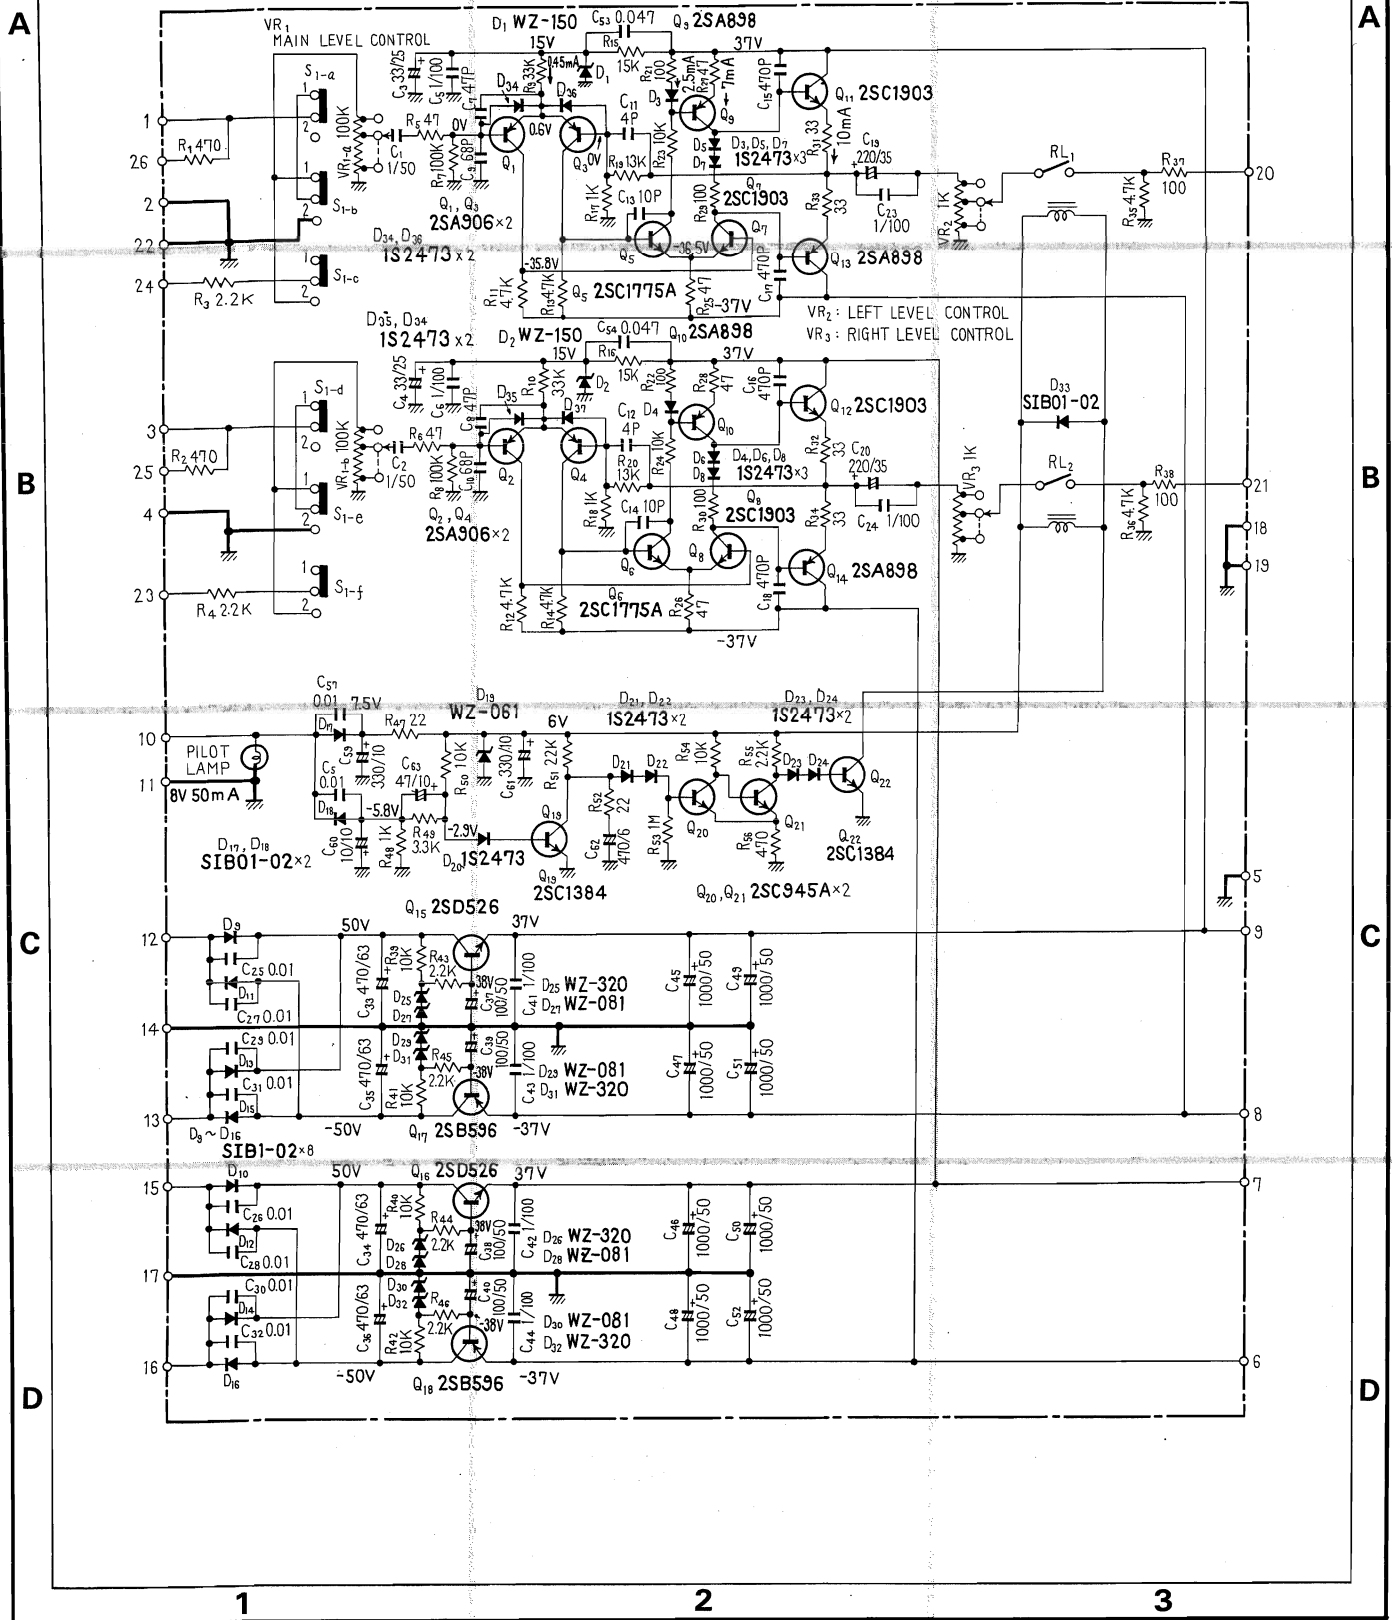 A
A
VR1
MAIN LEVEL CONTROL
D1 WZ-150
C53 0.047
Q9 2SA898
15V
37V
S1-a
1
2
C3 33/25
C5 1/100
C7 47P
R9 33K
0.45mA
D1
R15
15K
R21
100
2.5mA
R27 47
7mA
C15 470P
Q11 2SC1903
D34
D36
D3
Q9
1
R1 470
26
VR1-a 100K
C1
1/50
R5 47
0V
R7 100K
C9 68P
Q1
0.6V
Q3
0V
C11
4P
R23 10K
D5
D7
D3, D5, D7
1S2473×3
R31 33
10mA
C19
220/35
RL1
R37
100
20
1
2
S1-b
R19 13K
R17 1K
C13 10P
R29 100
Q7
2SC1903
R33
33
C23
1/100
VR2 1K
R35 4.7K
2
22
Q1, Q3
2SA906×2
D34, D36
1S2473×2
Q5
-36.5V
Q7
Q13 2SA898
1
S1-c
2
24
R3 2.2K
-35.8V
R11
4.7K
R13 4.7K
Q5 2SC1775A
R25 47
-37V
C17 470P
VR2 : LEFT LEVEL CONTROL
VR3 : RIGHT LEVEL CONTROL
D35, D34
1S2473×2
D2 WZ-150
C54 0.047
Q10 2SA898
15V
37V
S1-d
1
2
C4 33/25
C6 1/100
C8 47P
R10
33K
D2
R16
15K
R22
100
R28
47
C16
470P
Q12 2SC1903
D33
SIB01-02
D35
D37
D4
Q10
3
R2 470
25
VR1-b 100K
C2
1/50
R6 47
R8 100K
C10 68P
Q2
Q4
C12
4P
R20
13K
R24 10K
D6
D8
D4, D6, D8
1S2473×3
R32
33
C20
220/35
VR3 1K
RL2
R38
100
21
B
B
1
2
S1-e
R18 1K
C14 10P
R30 100
Q8
2SC1903
R34
33
C24
1/100
R36 4.7K
18
19
4
Q2, Q4
2SA906×2
Q6
Q8
Q14 2SA898
1
S1-f
2
23
R4 2.2K
R12 4.7K
R14 4.7K
Q6
2SC1775A
R26
47
-37V
C18 470P
C57
0.01
7.5V
D19
WZ-061
D21, D22
1S2473×2
D23, D24
1S2473×2
10
PILOT
LAMP
11
8V 50mA
D17
C59
330/10
R47 22
R50 10K
C61 330/10
6V
R51 22K
D21
D22
R54
10K
R55
2.2K
D23
D24
Q22
C5
0.01
D18
-5.8V
C63
47/10
R49
3.3K
-2.9V
C60
10/10
R48 1K
D20 1S2473
Q19
R52
22
C62
470/6
R53 1M
Q20
Q21
R56
470
Q22
2SC1384
D17, D18
SIB01-02×2
Q19
2SC1384
Q20, Q21 2SC945A×2
5
Q15 2SD526
C
C
12
D9
50V
37V
9
C25 0.01
D11
C27 0.01
C33 470/63
R39
10K
R43
2.2K
D25
D27
38V
C37
100/50
C41 1/100
D25 WZ-320
D27 WZ-081
C45
1000/50
C49
1000/50
14
C29 0.01
D13
C31 0.01
D15
C35 470/63
D29
D31
R41
10K
R45
2.2K
C39
100/50
-38V
C43 1/100
D29 WZ-081
D31 WZ-320
C47
1000/50
C51
1000/50
13
D9~D16
SIB1-02×8
-50V
Q17 2SB596
-37V
8
D10
50V
Q16 2SD526
37V
15
7
C26 0.01
D12
C28 0.01
C34 470/63
R40
10K
R44
2.2K
D26
D28
38V
C38
100/50
C42 1/100
D26 WZ-320
D28 WZ-081
C46
1000/50
C50
1000/50
17
C30 0.01
D14
C32 0.01
C36 470/63
D30
D32
R42
10K
R46
2.2K
C40
100/50
-38V
C44 1/100
D30 WZ-081
D32 WZ-320
C48
1000/50
C52
1000/50
16
D16
-50V
Q18 2SB596
-37V
6
D
D
1
2
3